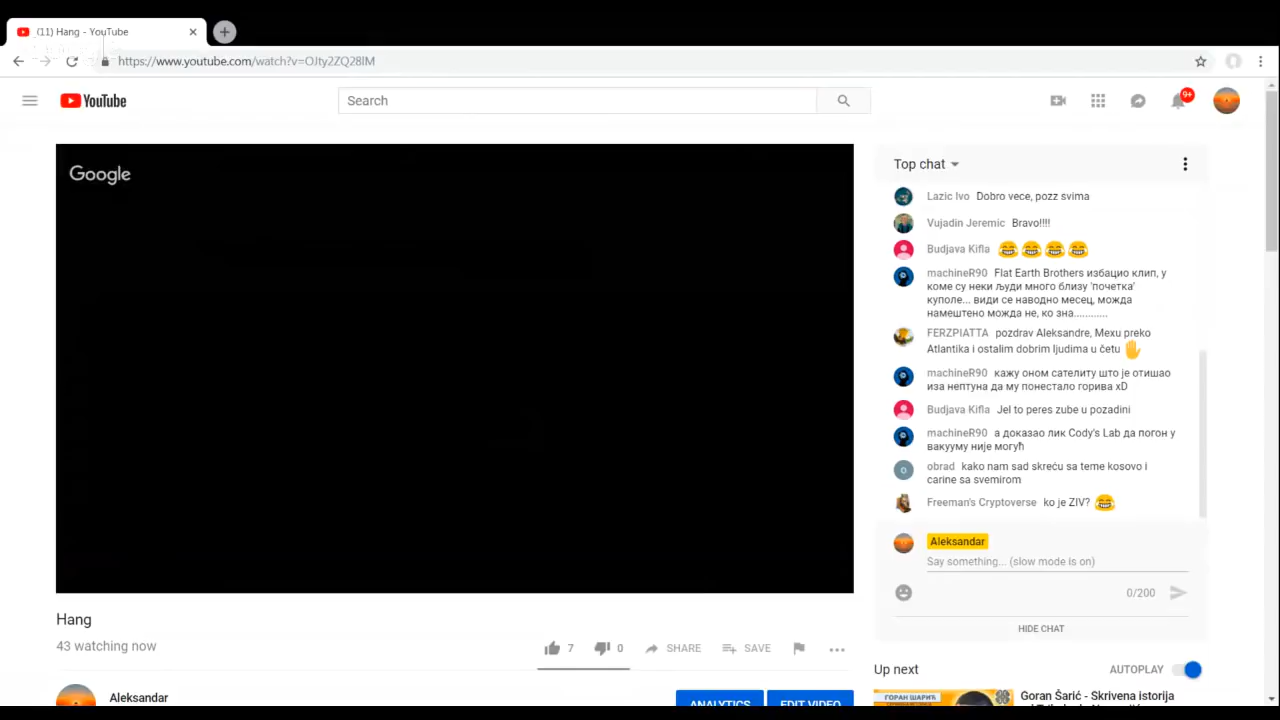 (11) Hang - YouTube
https://www.youtube.com/watch?v=OJty2ZQ28lM
YouTube
Search
9+
Google
Top chat
Lazic Ivo Dobro vece, pozz svima
Vujadin Jeremic Bravo!!!!
Budjava Kifla 😂😂😂😂
machineR90 Flat Earth Brothers избацио клип, у
коме су неки људи много близу 'почетка'
куполе... види се наводно месец, можда
намештено можда не, ко зна............
FERZPIATTA pozdrav Aleksandre, Mexu preko
Atlantika i ostalim dobrim ljudima u četu ✋
machineR90 кажу оном сателиту што је отишао
иза нептуна да му понестало горива xD
Budjava Kifla Jel to peres zube u pozadini
machineR90 а доказао лик Cody's Lab да погон у
вакууму није могућ
obrad kako nam sad skreću sa teme kosovo i
carine sa svemirom
Freeman's Cryptoverse ko je ZIV? 😂
Aleksandar
Say something... (slow mode is on)
0/200
HIDE CHAT
Hang
43 watching now
7 0 SHARE SAVE
Aleksandar
ANALYTICS EDIT VIDEO
Up next AUTOPLAY
ГОРАН ШАРИЋ
Goran Šarić - Skrivena istorija